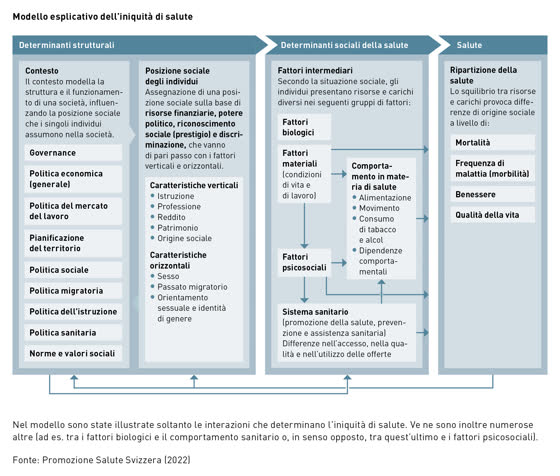 Modello esplicativo dell'iniquità di salute
Determinanti strutturali
Determinanti sociali della salute
Salute
Contesto
Il contesto modella la
struttura e il funzionamento
di una società, influen-
zando la posizione sociale
che i singoli individui
assumono nella società.
Governance
Politica economica
(generale)
Politica del mercato
del lavoro
Pianificazione
del territorio
Politica sociale
Politica migratoria
Politica dell'istruzione
Politica sanitaria
Norme e valori sociali
Posizione sociale
degli individui
Assegnazione di una po-
sizione sociale sulla base di
risorse finanziarie, potere
politico, riconoscimento
sociale (prestigio) e discri-
minazione, che vanno
di pari passo con i fattori
verticali e orizzontali.
Caratteristiche verticali
• Istruzione
• Professione
• Reddito
• Patrimonio
• Origine sociale
Caratteristiche
orizzontali
• Sesso
• Passato migratorio
• Orientamento
sessuale e identità
di genere
Fattori intermediari
Secondo la situazione sociale, gli
individui presentano risorse e carichi
diversi nei seguenti gruppi di fattori:
Fattori
biologici
Fattori
materiali
(condizioni
di vita e
di lavoro)
Comporta-
mento in mate-
ria di salute
• Alimentazione
• Movimento
• Consumo
di tabacco
e alcol
• Dipendenze
comporta-
mentali
Fattori
psicosociali
Sistema sanitario
(promozione della salute, preven-
zione e assistenza sanitaria)
Differenze nell'accesso, nella qua-
lità e nell'utilizzo delle offerte
Ripartizione della
salute
Lo squilibrio tra risorse
e carichi provoca diffe-
renze di origine sociale
a livello di:
Mortalità
Frequenza di
malattia (morbilità)
Benessere
Qualità della vita
Nel modello sono state illustrate soltanto le interazioni che determinano l'iniquità di salute. Ve ne sono inoltre numerose
altre (ad es. tra i fattori biologici e il comportamento sanitario o, in senso opposto, tra quest'ultimo e i fattori psicosociali).
Fonte: Promozione Salute Svizzera (2022)